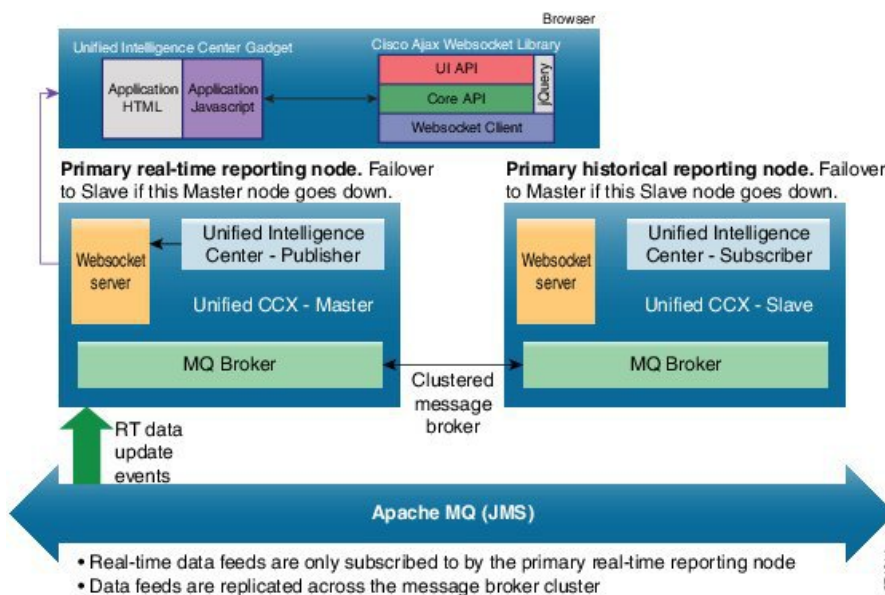 Browser
Unified Intelligence Center Gadget
Cisco Ajax Websocket Library
Application
HTML
Application
Javascript
UI API
Core API
jQuery
Websocket Client
Primary real-time reporting node. Failover
to Slave if this Master node goes down.
Primary historical reporting node. Failover
to Master if this Slave node goes down.
Websocket
server
Unified Intelligence
Center - Publisher
Unified CCX - Master
MQ Broker
Websocket
server
Unified Intelligence
Center - Subscriber
Unified CCX - Slave
MQ Broker
Clustered
message
broker
RT data
update
events
Apache MQ (JMS)
• Real-time data feeds are only subscribed to by the primary real-time reporting node
• Data feeds are replicated across the message broker cluster